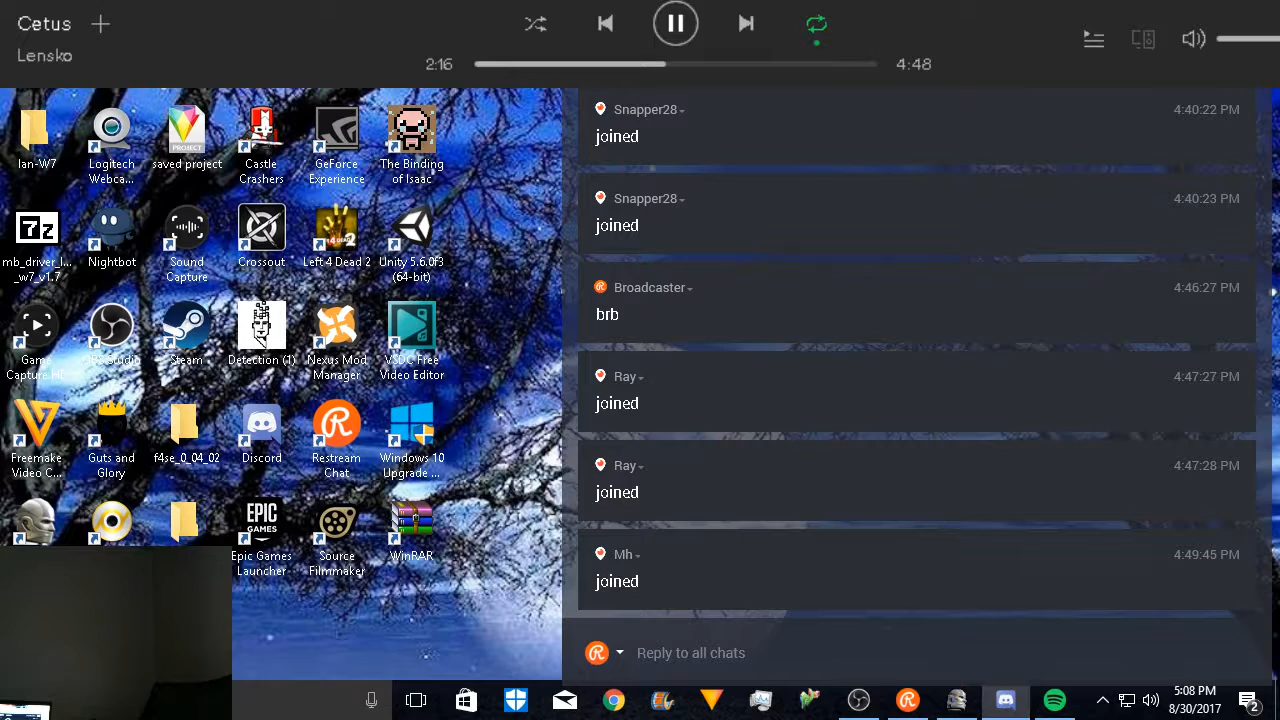 Cetus
Lensko
2:16
4:48
Ian-W7
Logitech
Webca...
saved project
PROJECT
Castle
Crashers
GeForce
Experience
The Binding
of Isaac
7z
mb_driver_l...
_w7_v1.7
Nightbot
Sound
Capture
Crossout
Left 4 Dead 2
Unity 5.6.0f3
(64-bit)
Game
Capture HD
Steam
Detection (1)
Nexus Mod
Manager
VSDC Free
Video Editor
Freemake
Video C...
Guts and
Glory
f4se_0_04_02
Discord
Restream
Chat
Windows 10
Upgrade ...
EPIC
GAMES
Epic Games
Launcher
Source
Filmmaker
WinRAR
Snapper28
4:40:22 PM
joined
Snapper28
4:40:23 PM
joined
Broadcaster
4:46:27 PM
brb
Ray
4:47:27 PM
joined
Ray
4:47:28 PM
joined
Mh
4:49:45 PM
joined
Reply to all chats
5:08 PM
8/30/2017
2